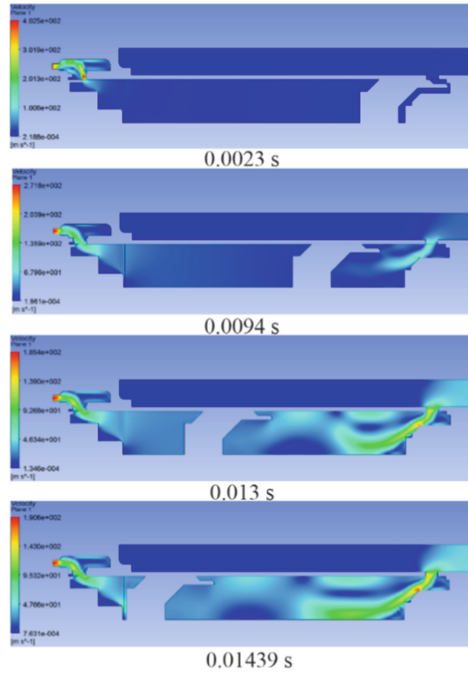 Velocity
Plane 1
4.025e+002
3.019e+002
2.013e+002
1.006e+002
2.188e-004
[m s^-1]
0.0023 s
Velocity
Plane 1
2.718e+002
2.039e+002
1.359e+002
6.796e+001
1.961e-004
[m s^-1]
0.0094 s
Velocity
Plane 1
1.854e+002
1.390e+002
9.268e+001
4.634e+001
1.346e-004
[m s^-1]
0.013 s
Velocity
Plane 1
1.906e+002
1.430e+002
9.532e+001
4.766e+001
7.631e-004
[m s^-1]
0.01439 s